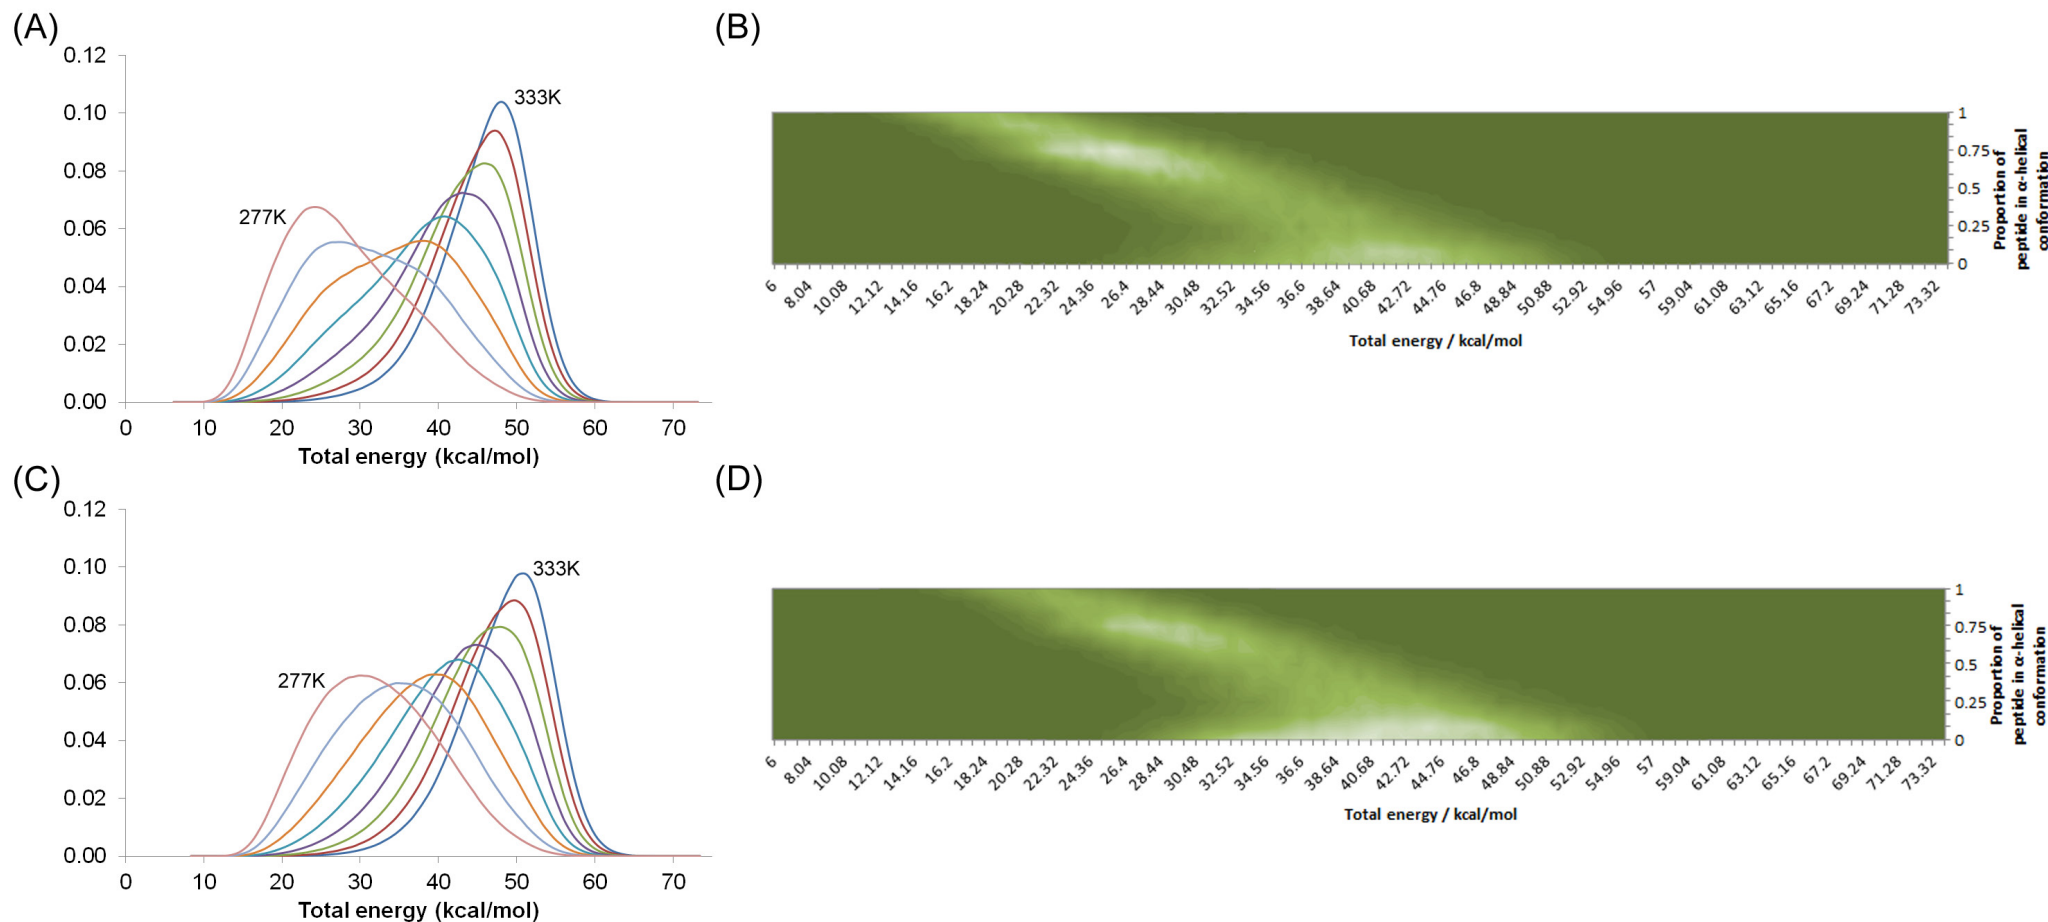 (A)
0.12
0.10
0.08
0.06
0.04
0.02
0.00
333K
277K
0 10 20 30 40 50 60 70
Total energy (kcal/mol)
(B)
1
0.75
0.5
0.25
0
Proportion of
peptide in α-helical
conformation
6 8.04 10.08 12.12 14.16 16.2 18.24 20.28 22.32 24.36 26.4 28.44 30.48 32.52 34.56 36.6 38.64 40.68 42.72 44.76 46.8 48.84 50.88 52.92 54.96 57 59.04 61.08 63.12 65.16 67.2 69.24 71.28 73.32
Total energy / kcal/mol
(C)
0.12
0.10
0.08
0.06
0.04
0.02
0.00
333K
277K
0 10 20 30 40 50 60 70
Total energy (kcal/mol)
(D)
1
0.75
0.5
0.25
0
Proportion of
peptide in α-helical
conformation
6 8.04 10.08 12.12 14.16 16.2 18.24 20.28 22.32 24.36 26.4 28.44 30.48 32.52 34.56 36.6 38.64 40.68 42.72 44.76 46.8 48.84 50.88 52.92 54.96 57 59.04 61.08 63.12 65.16 67.2 69.24 71.28 73.32
Total energy / kcal/mol